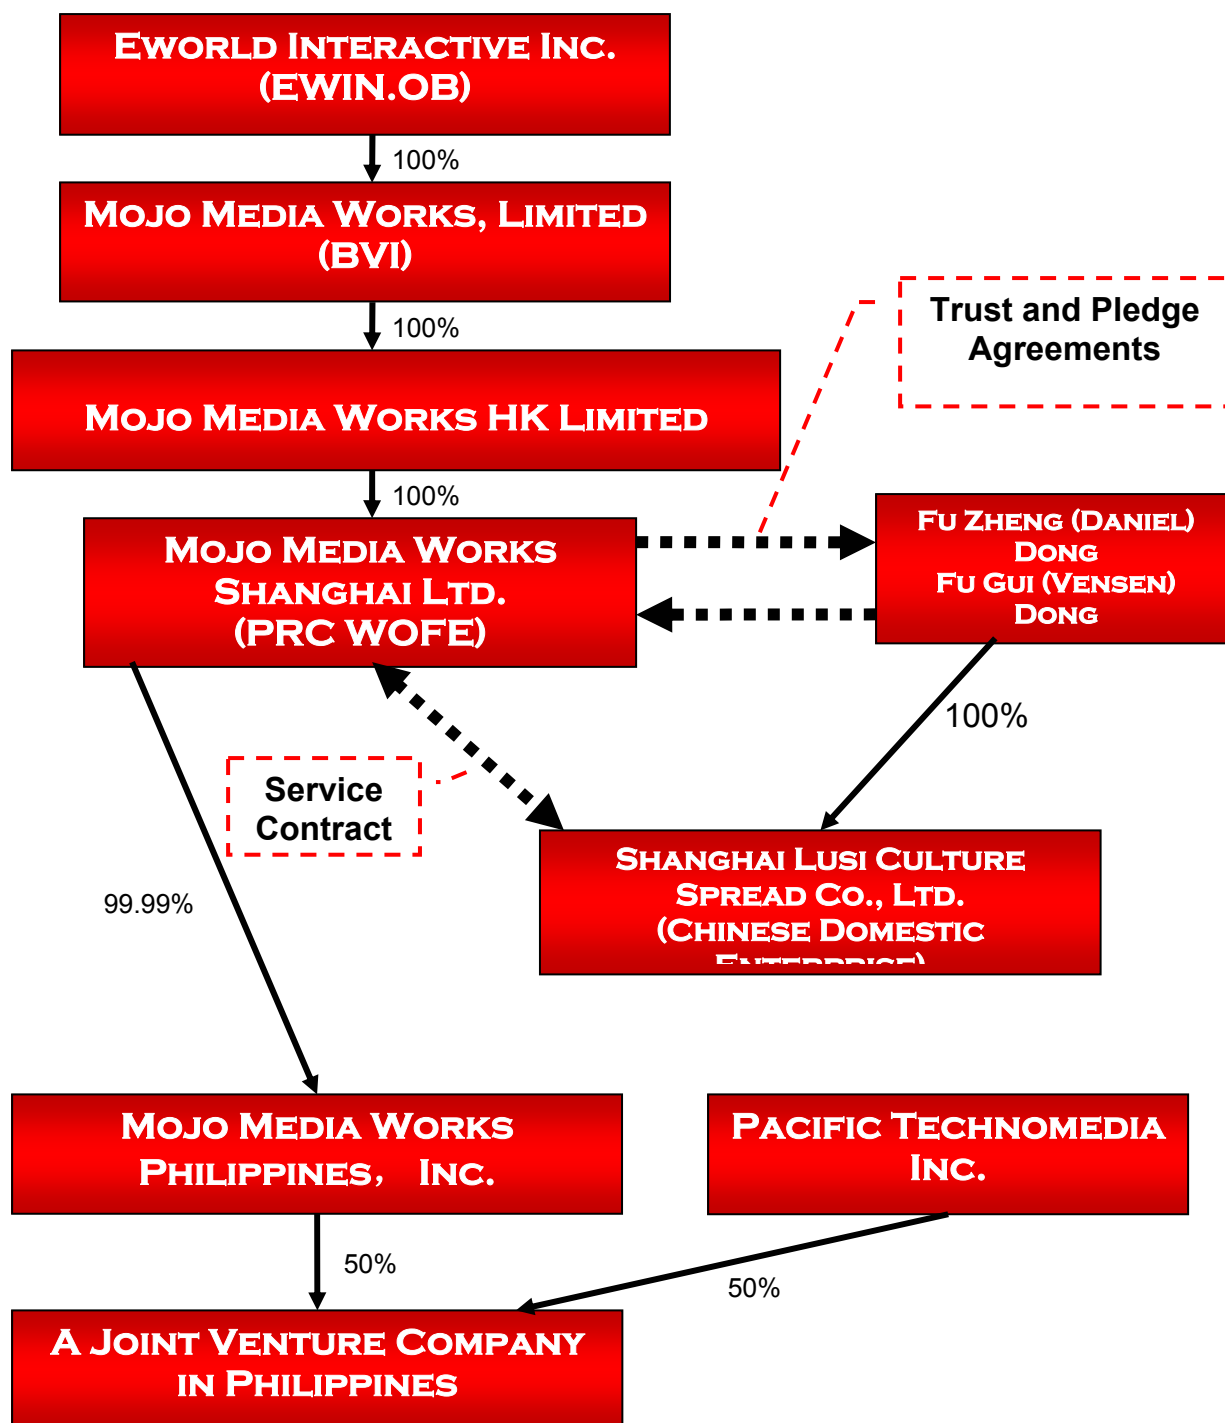 Eworld Interactive Inc.
(EWIN.OB)
100%
Mojo Media Works, Limited
(BVI)
100%
Trust and Pledge
Agreements
Mojo Media Works HK Limited
100%
Mojo Media Works
Shanghai Ltd.
(PRC WOFE)
Fu Zheng (Daniel)
Dong
Fu Gui (Vensen)
Dong
100%
Service
Contract
Shanghai Lusi Culture
Spread Co., Ltd.
(Chinese Domestic
Enterprise)
99.99%
Mojo Media Works
Philippines, Inc.
Pacific Technomedia
Inc.
50%
50%
A Joint Venture Company
in Philippines